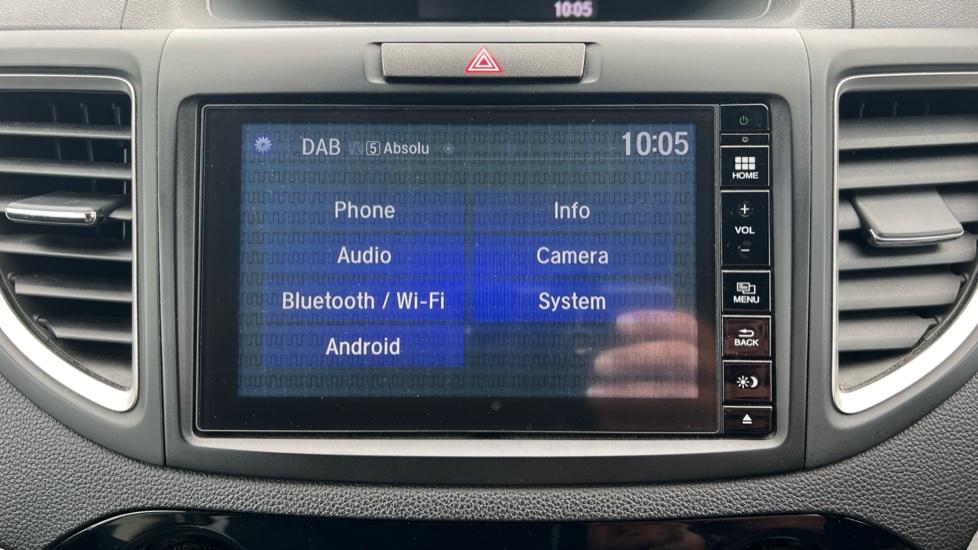 10:05
DAB 5 Absolu 10:05
Phone Info
Audio Camera
Bluetooth / Wi-Fi System
Android
HOME
+
VOL
-
MENU
BACK